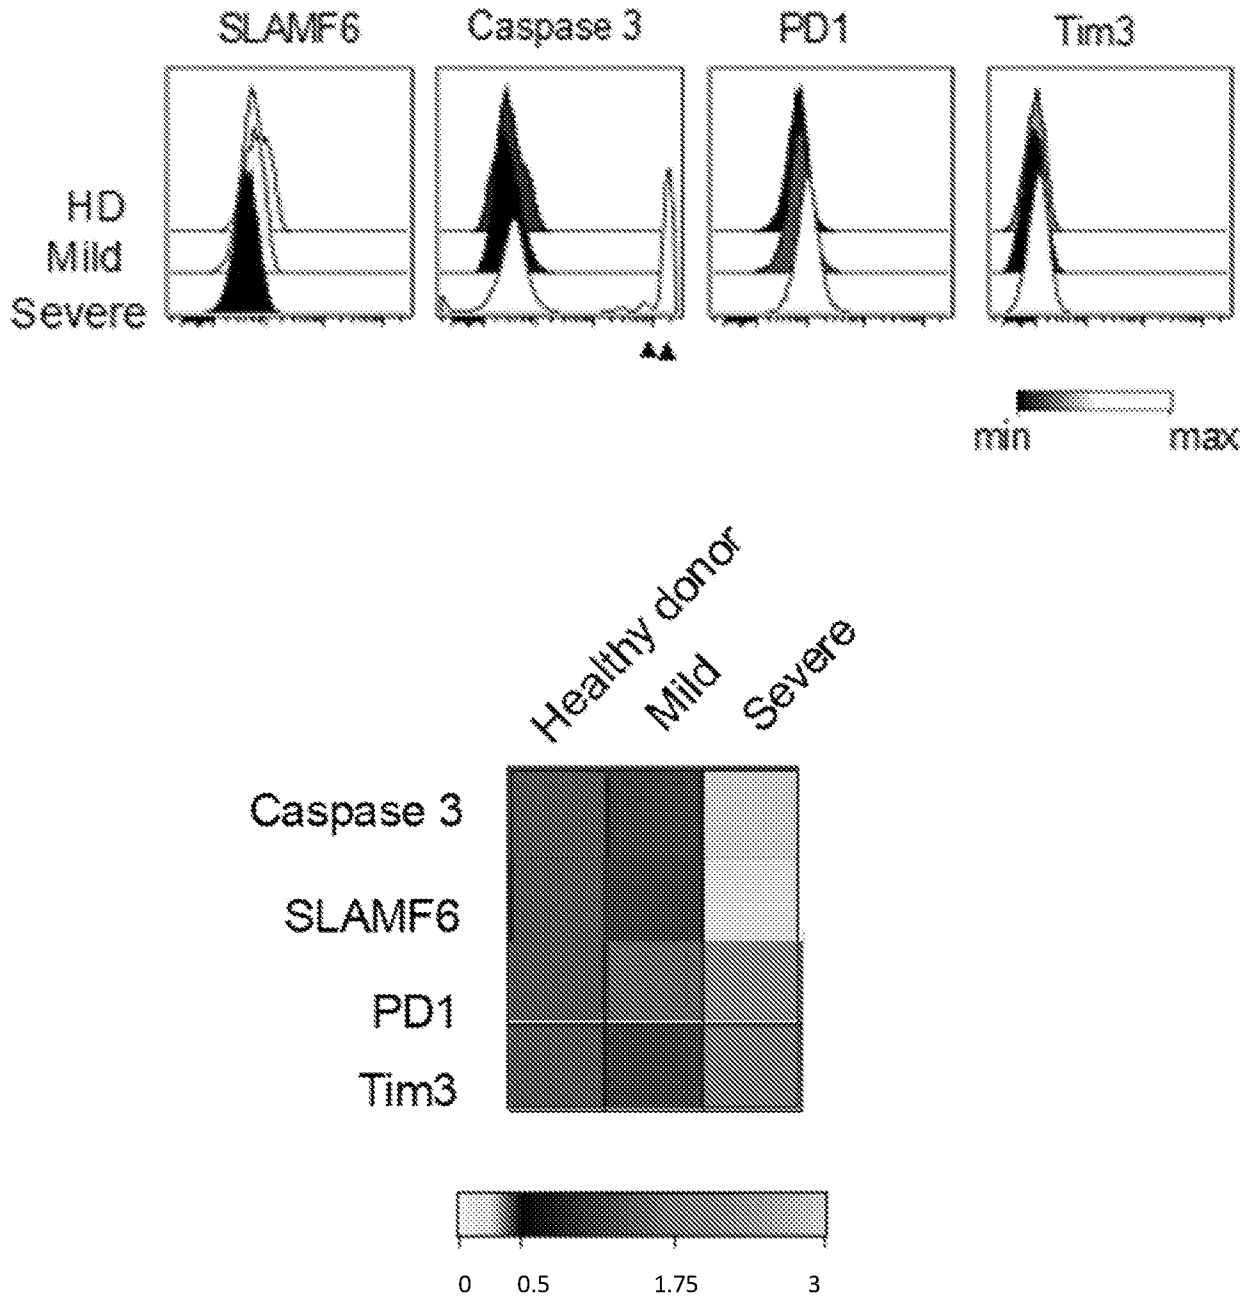 SLAMF6 Caspase 3 PD1 Tim3
HD
Mild
Severe
min max
Healthy donor
Mild
Severe
Caspase 3
SLAMF6
PD1
Tim3
0 0.5 1.75 3